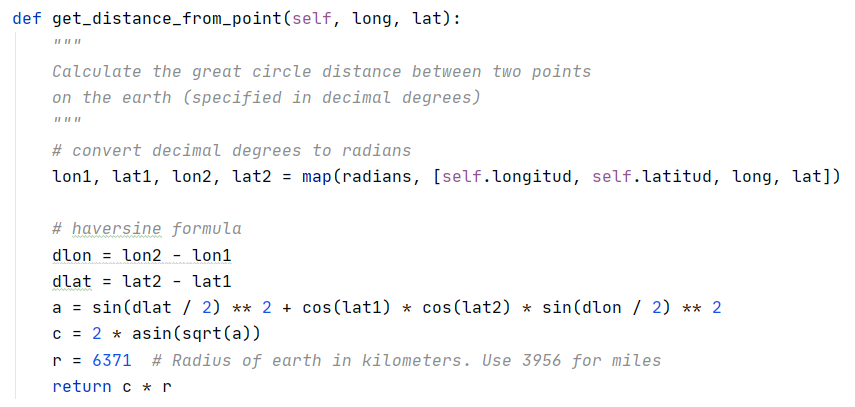 def get_distance_from_point(self, long, lat):
    """
    Calculate the great circle distance between two points
    on the earth (specified in decimal degrees)
    """
    # convert decimal degrees to radians
    lon1, lat1, lon2, lat2 = map(radians, [self.longitud, self.latitud, long, lat])

    # haversine formula
    dlon = lon2 - lon1
    dlat = lat2 - lat1
    a = sin(dlat / 2) ** 2 + cos(lat1) * cos(lat2) * sin(dlon / 2) ** 2
    c = 2 * asin(sqrt(a))
    r = 6371  # Radius of earth in kilometers. Use 3956 for miles
    return c * r